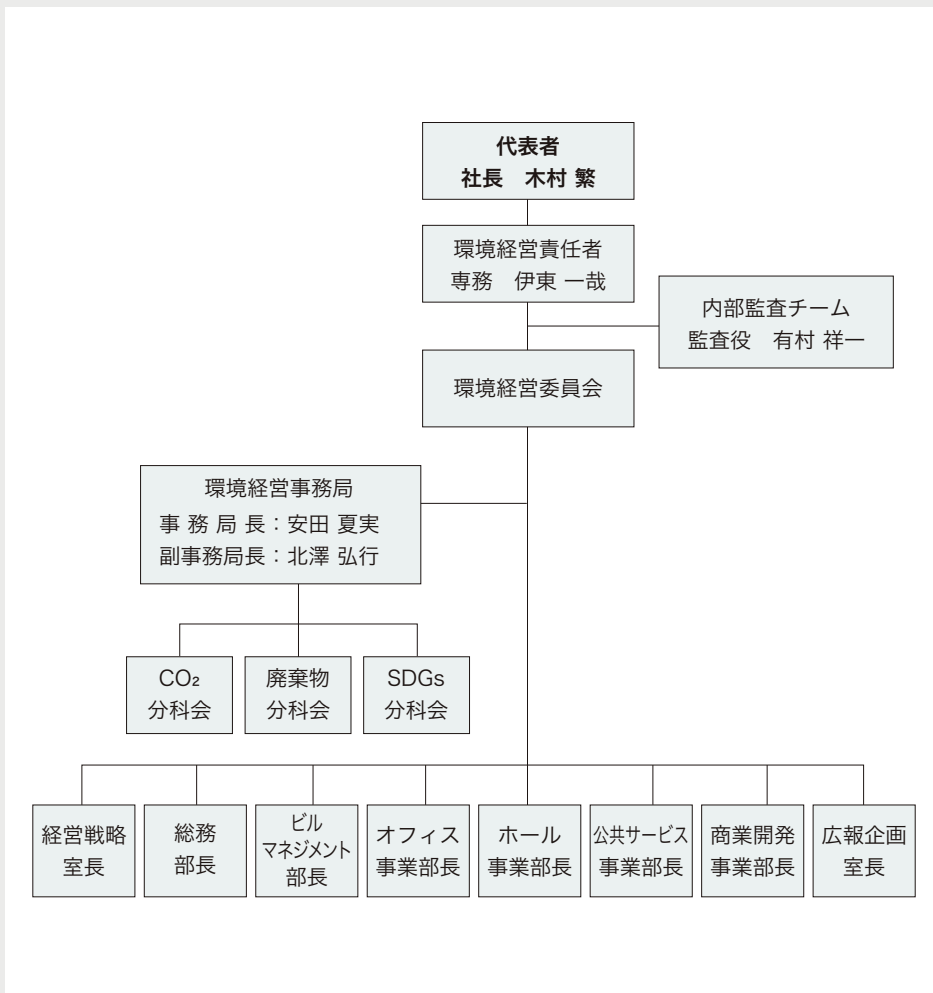 代表者
社長　木村 繁
環境経営責任者
専務　伊東 一哉
内部監査チーム
監査役　有村 祥一
環境経営委員会
環境経営事務局
事 務 局 長：安田 夏実
副事務局長：北澤 弘行
CO₂
分科会
廃棄物
分科会
SDGs
分科会
経営戦略
室長
総務
部長
ビル
マネジメント
部長
オフィス
事業部長
ホール
事業部長
公共サービス
事業部長
商業開発
事業部長
広報企画
室長